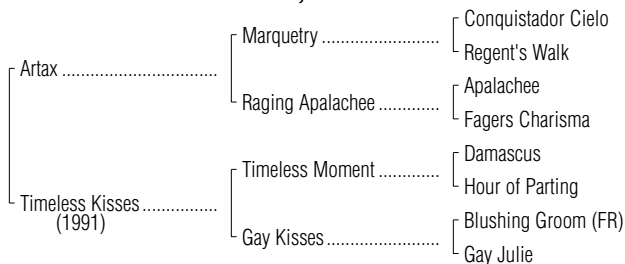 Conquistador Cielo
Marquetry ..........................
Regent's Walk
Artax ..................................
Apalachee
Raging Apalachee .............
Fagers Charisma
Damascus
Timeless Moment .............
Hour of Parting
Timeless Kisses ................
(1991)
Blushing Groom (FR)
Gay Kisses .........................
Gay Julie